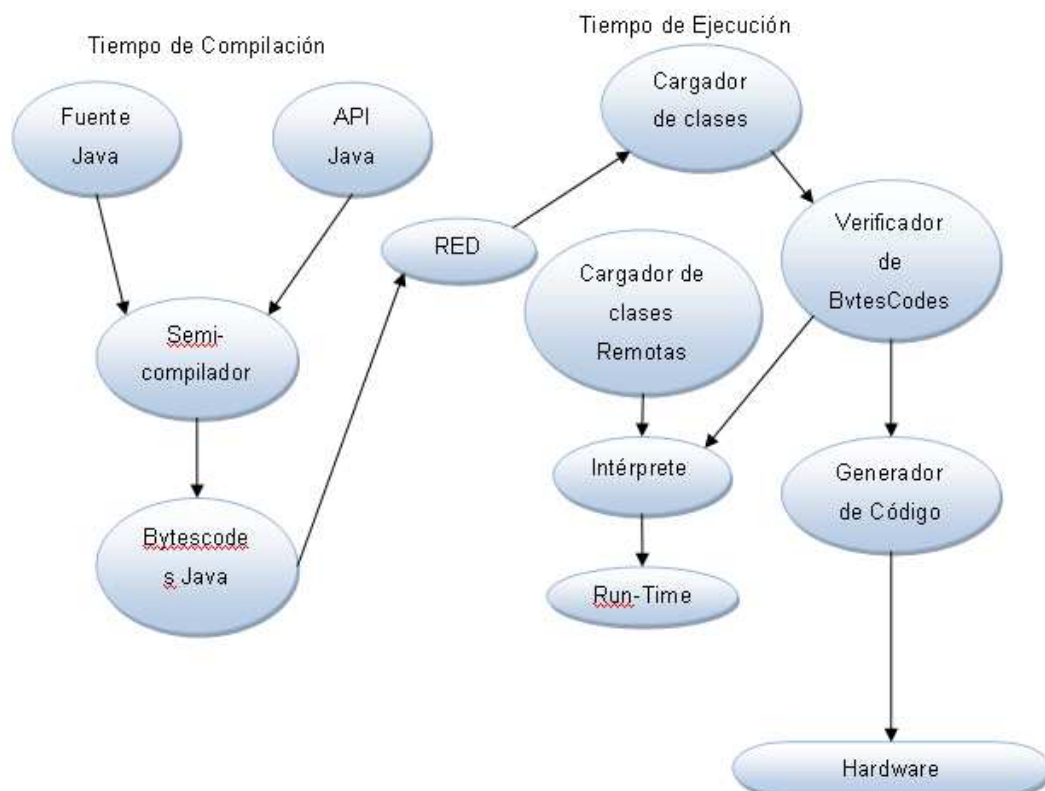 Tiempo de Compilación
Fuente
Java
API
Java
Semi-
compilador
Bytescode
s Java
RED
Tiempo de Ejecución
Cargador
de clases
Verificador
de
BytesCodes
Cargador de
clases
Remotas
Intérprete
Run-Time
Generador
de Código
Hardware